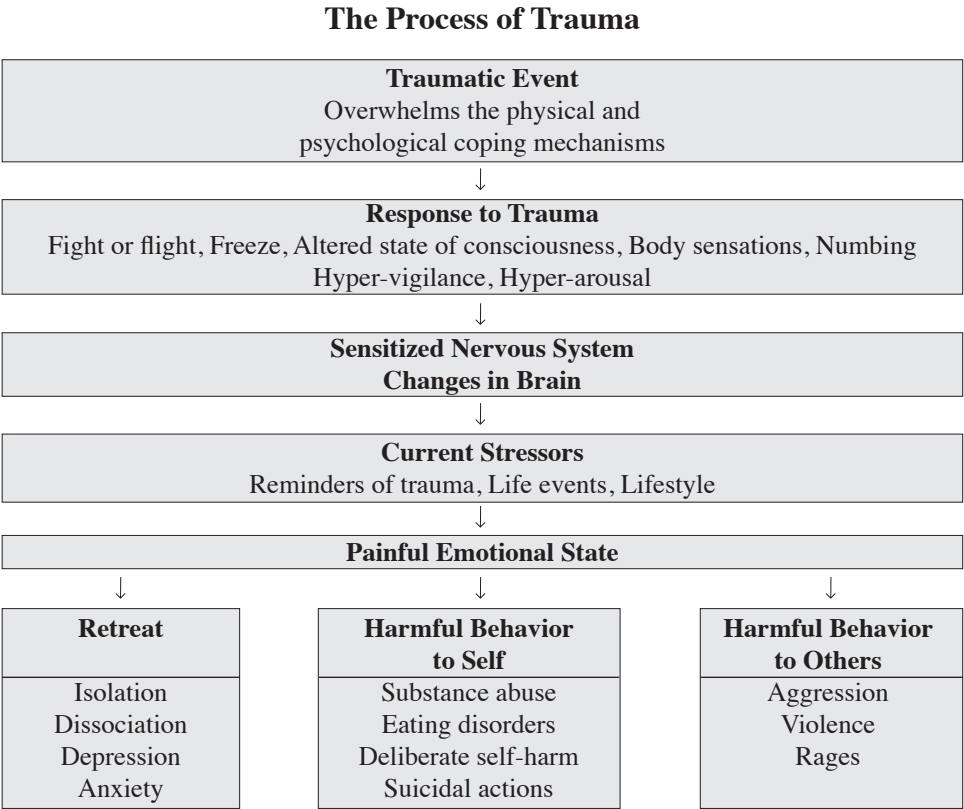 The Process of Trauma
Traumatic Event
Overwhelms the physical and
psychological coping mechanisms
Response to Trauma
Fight or flight, Freeze, Altered state of consciousness, Body sensations, Numbing
Hyper-vigilance, Hyper-arousal
Sensitized Nervous System
Changes in Brain
Current Stressors
Reminders of trauma, Life events, Lifestyle
Painful Emotional State
Retreat
Isolation
Dissociation
Depression
Anxiety
Harmful Behavior
to Self
Substance abuse
Eating disorders
Deliberate self-harm
Suicidal actions
Harmful Behavior
to Others
Aggression
Violence
Rages